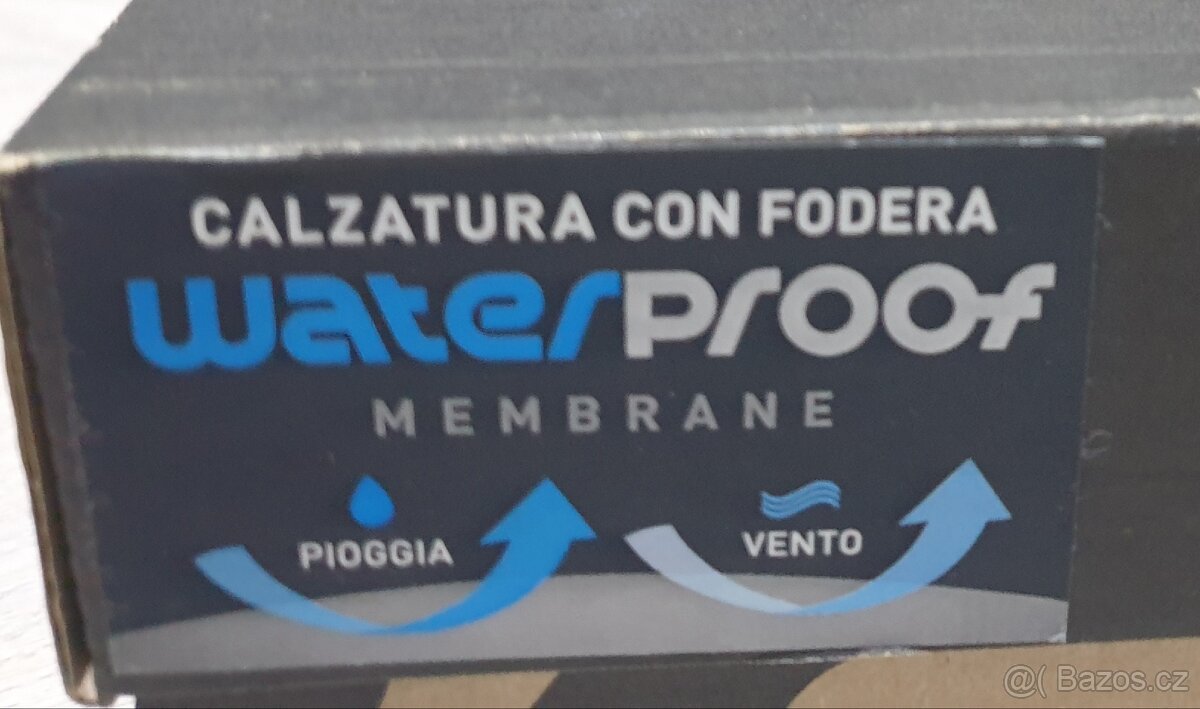 CALZATURA CON FODERA
waterproof
MEMBRANE
PIOGGIA
VENTO
@( Bazos.cz